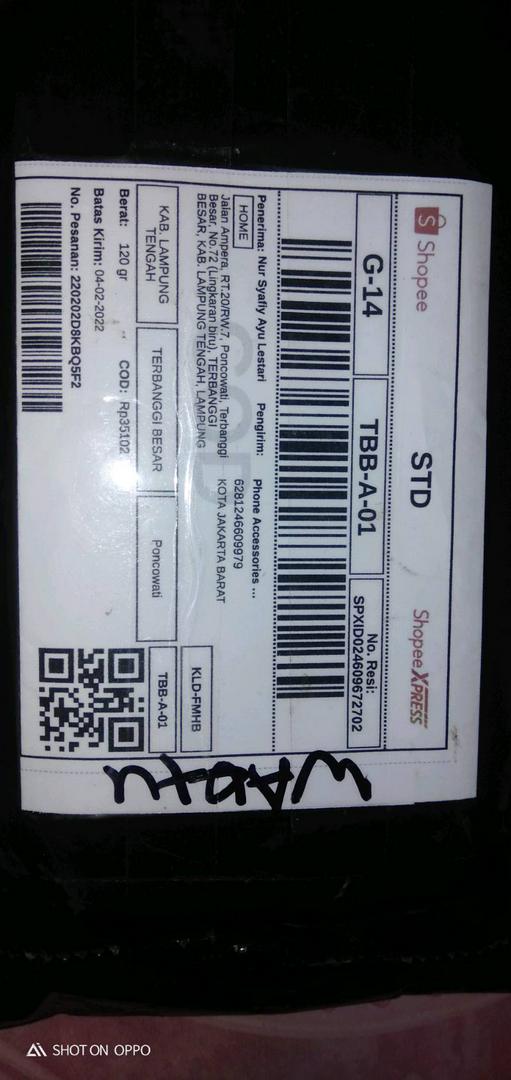 Shopee
STD
Shopee XPRESS
G-14
TBB-A-01
No. Resi:
SPXID024609672702
Penerima: Nur Syafiy Ayu Lestari
HOME
Jalan Ampera, RT.20/RW.7, Poncowati, Terbanggi
Besar, No.72 (Lingkaran biru), TERBANGGI
BESAR, KAB. LAMPUNG TENGAH, LAMPUNG
Pengirim: Phone Accessories ...
6281246609979
KOTA JAKARTA BARAT
COD
KAB. LAMPUNG
TENGAH
TERBANGGI BESAR
Poncowati
KLD-FMHB
TBB-A-01
Berat: 120 gr
COD: Rp35102
Batas Kirim: 04-02-2022
No. Pesanan: 220202D8KBQ5F2
SHOT ON OPPO